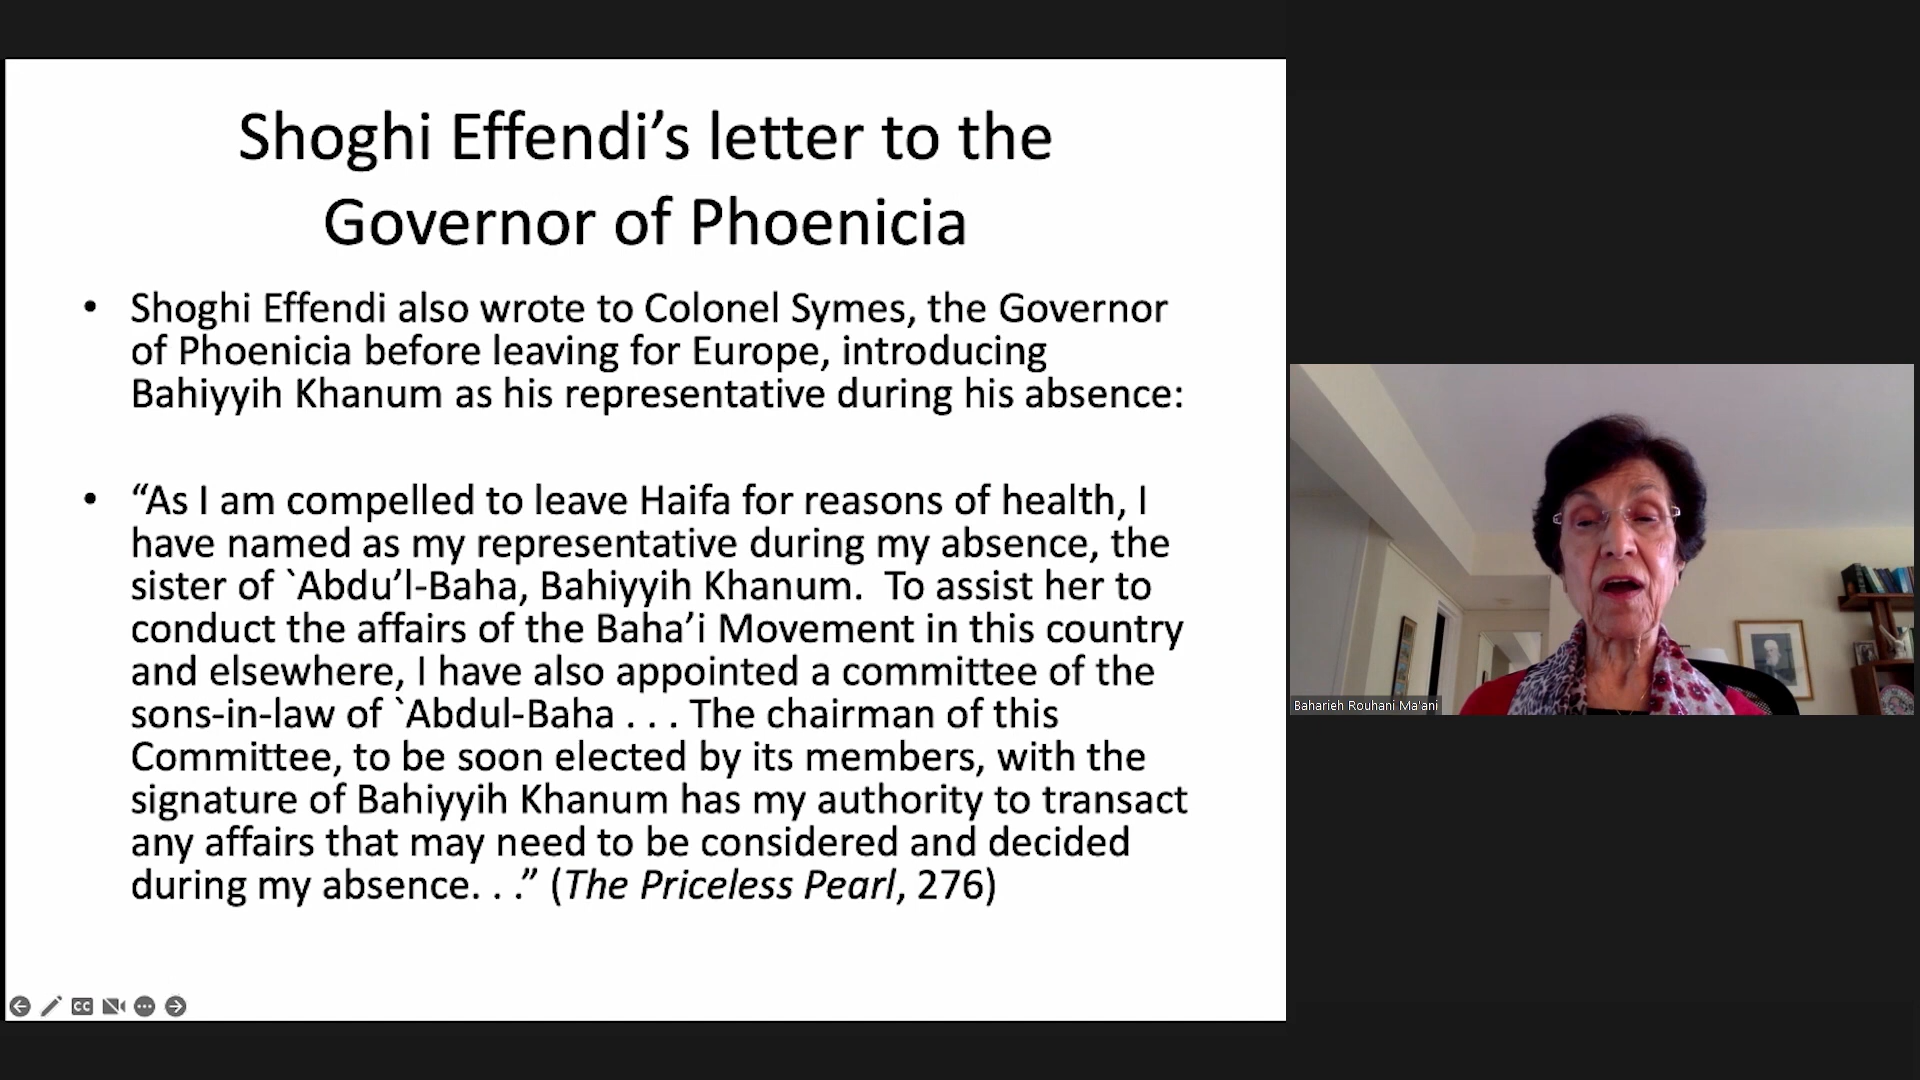 Shoghi Effendi’s letter to the
Governor of Phoenicia
• Shoghi Effendi also wrote to Colonel Symes, the Governor
of Phoenicia before leaving for Europe, introducing
Bahiyyih Khanum as his representative during his absence:
• “As I am compelled to leave Haifa for reasons of health, I
have named as my representative during my absence, the
sister of `Abdu’l-Baha, Bahiyyih Khanum.  To assist her to
conduct the affairs of the Baha’i Movement in this country
and elsewhere, I have also appointed a committee of the
sons-in-law of `Abdul-Baha . . . The chairman of this
Committee, to be soon elected by its members, with the
signature of Bahiyyih Khanum has my authority to transact
any affairs that may need to be considered and decided
during my absence. . .” (The Priceless Pearl, 276)
CC
Baharieh Rouhani Ma'ani